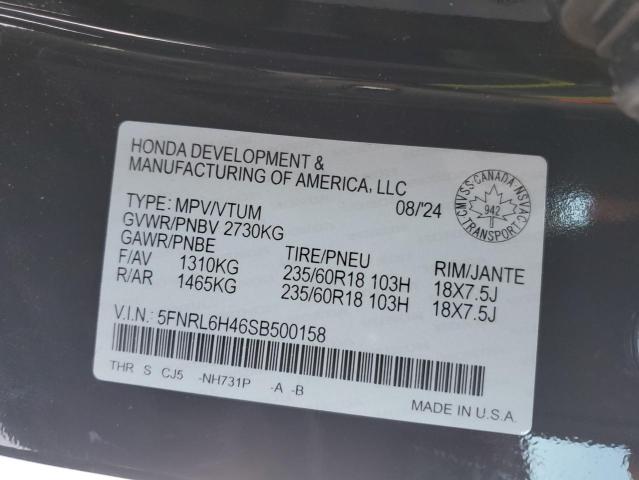 HONDA DEVELOPMENT &
MANUFACTURING OF AMERICA, LLC
TYPE: MPV/VTUM 08/'24
GVWR/PNBV 2730KG
GAWR/PNBE TIRE/PNEU RIM/JANTE
F/AV 1310KG 235/60R18 103H 18X7.5J
R/AR 1465KG 235/60R18 103H 18X7.5J
V.I.N.: 5FNRL6H46SB500158
THR S CJ5 -NH731P -A -B
MADE IN U.S.A.
CMVSS-CANADA-NSVAC
942
TRANSPORT